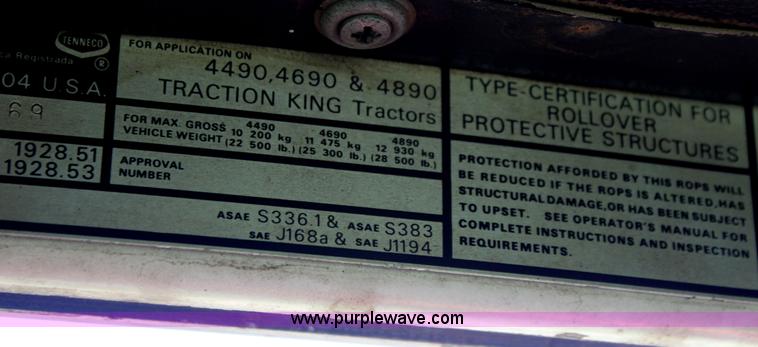 TENNECO
ca Registrada ®
04 U.S.A.
69
1928.51
1928.53
FOR APPLICATION ON
4490,4690 & 4890
TRACTION KING Tractors
4490 4690 4890
FOR MAX. GROSS 10 200 kg 11 475 kg 12 930 kg
VEHICLE WEIGHT (22 500 lb.) (25 300 lb.) (28 500 lb.)
APPROVAL
NUMBER
ASAE S336.1 & ASAE S383
SAE J168a & SAE J1194
TYPE-CERTIFICATION FOR
ROLLOVER
PROTECTIVE STRUCTURES
PROTECTION AFFORDED BY THIS ROPS WILL
BE REDUCED IF THE ROPS IS ALTERED, HAS
STRUCTURAL DAMAGE, OR HAS BEEN SUBJECT
TO UPSET. SEE OPERATOR'S MANUAL FOR
COMPLETE INSTRUCTIONS AND INSPECTION
REQUIREMENTS.
www.purplewave.com